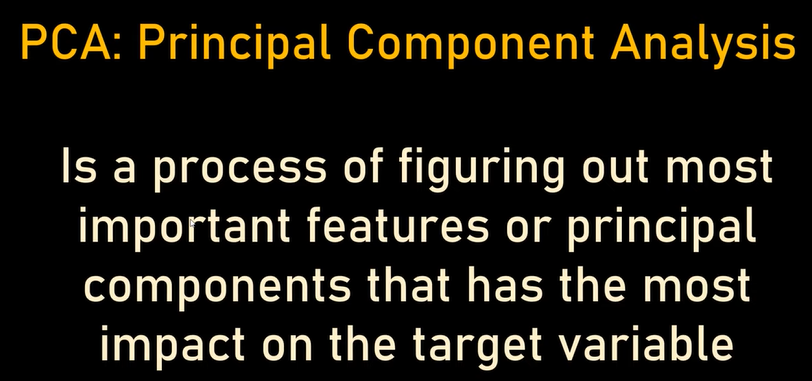 PCA: Principal Component Analysis
Is a process of figuring out most
important features or principal
components that has the most
impact on the target variable